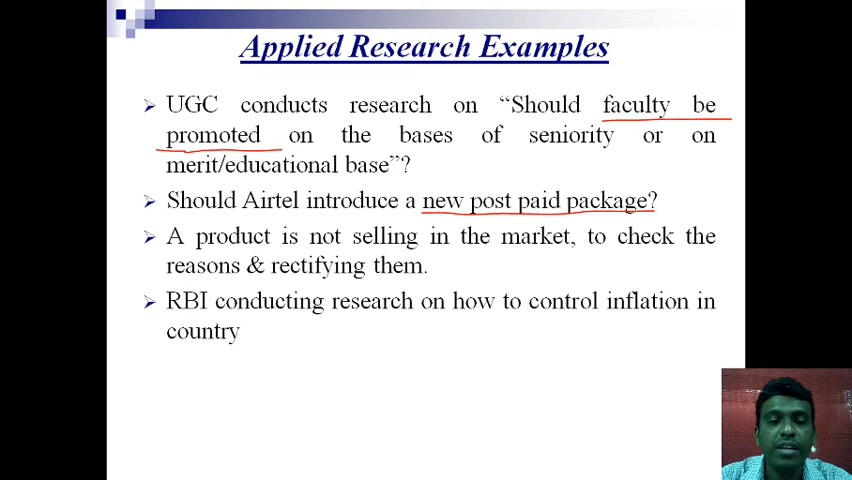 Applied Research Examples
UGC conducts research on “Should faculty be
promoted on the bases of seniority or on
merit/educational base”?
Should Airtel introduce a new post paid package?
A product is not selling in the market, to check the
reasons & rectifying them.
RBI conducting research on how to control inflation in
country